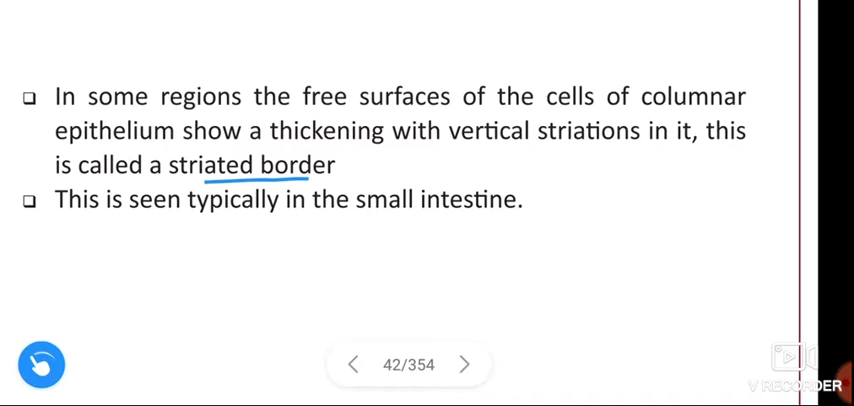 ❑ In some regions the free surfaces of the cells of columnar
epithelium show a thickening with vertical striations in it, this
is called a striated border
❑ This is seen typically in the small intestine.
42/354
V RECORDER